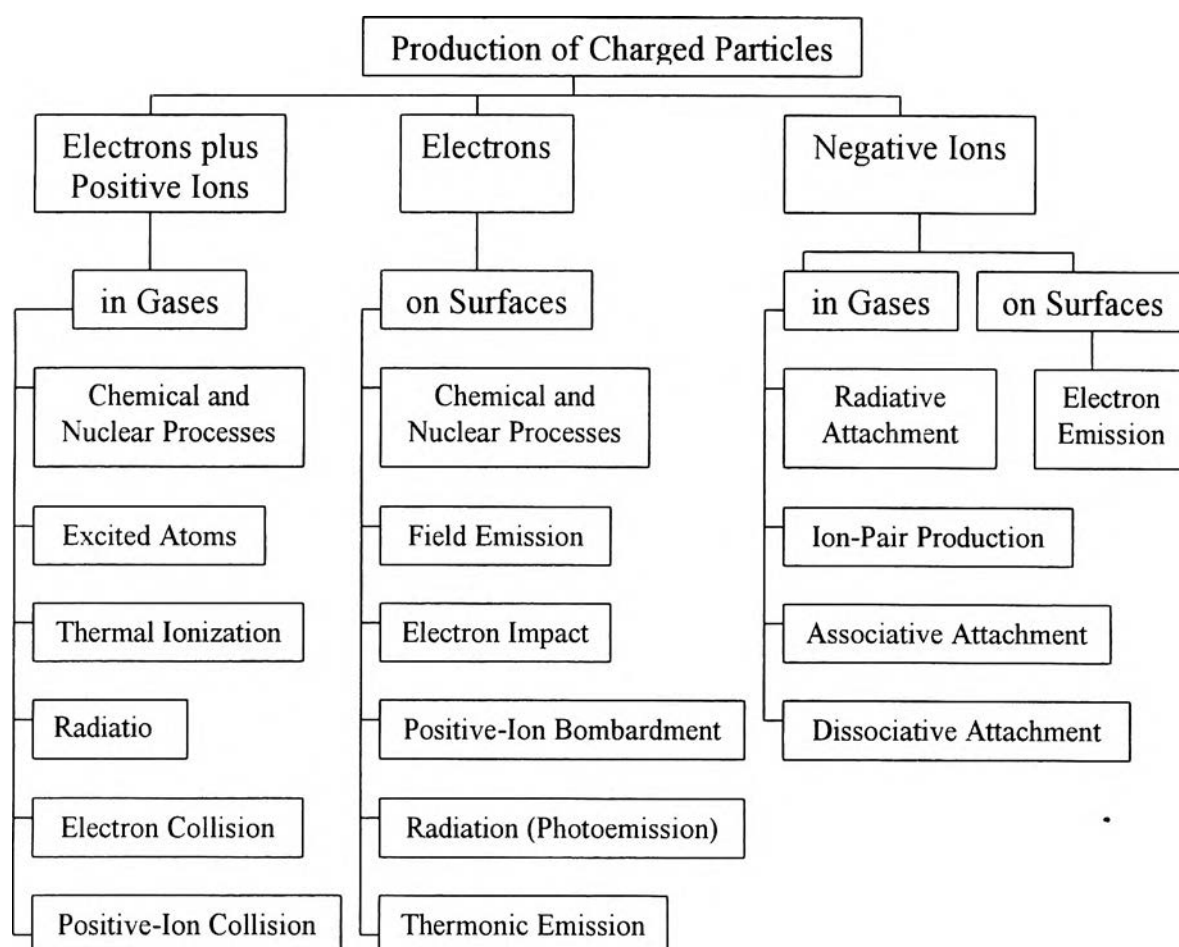 Production of Charged Particles
Electrons plus
Positive Ions
in Gases
Chemical and
Nuclear Processes
Excited Atoms
Thermal Ionization
Radiatio
Electron Collision
Positive-Ion Collision
Electrons
on Surfaces
Chemical and
Nuclear Processes
Field Emission
Electron Impact
Positive-Ion Bombardment
Radiation (Photoemission)
Thermonic Emission
Negative Ions
in Gases
Radiative
Attachment
Ion-Pair Production
Associative Attachment
Dissociative Attachment
on Surfaces
Electron
Emission